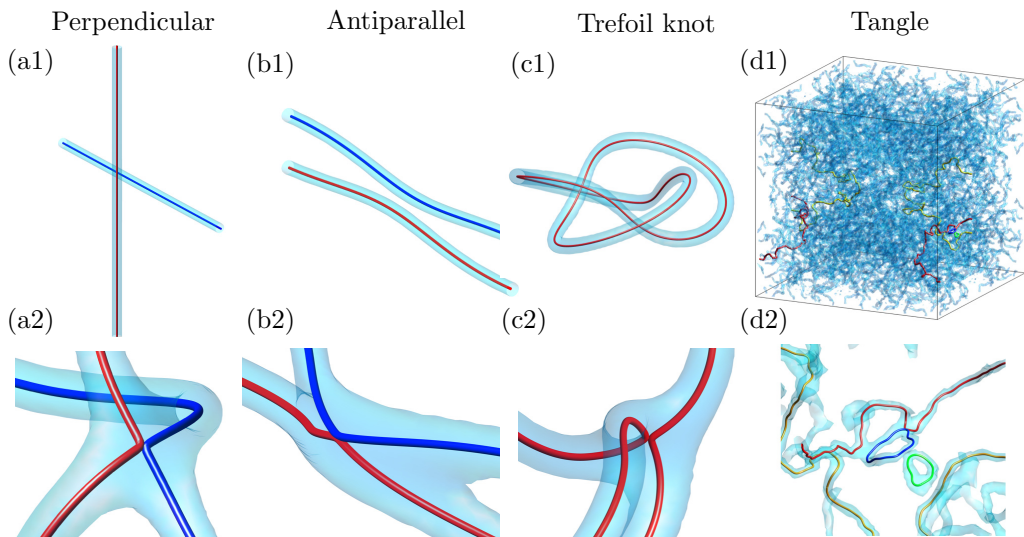 Perpendicular
Antiparallel
Trefoil knot
Tangle
(a1)
(b1)
(c1)
(d1)
(a2)
(b2)
(c2)
(d2)